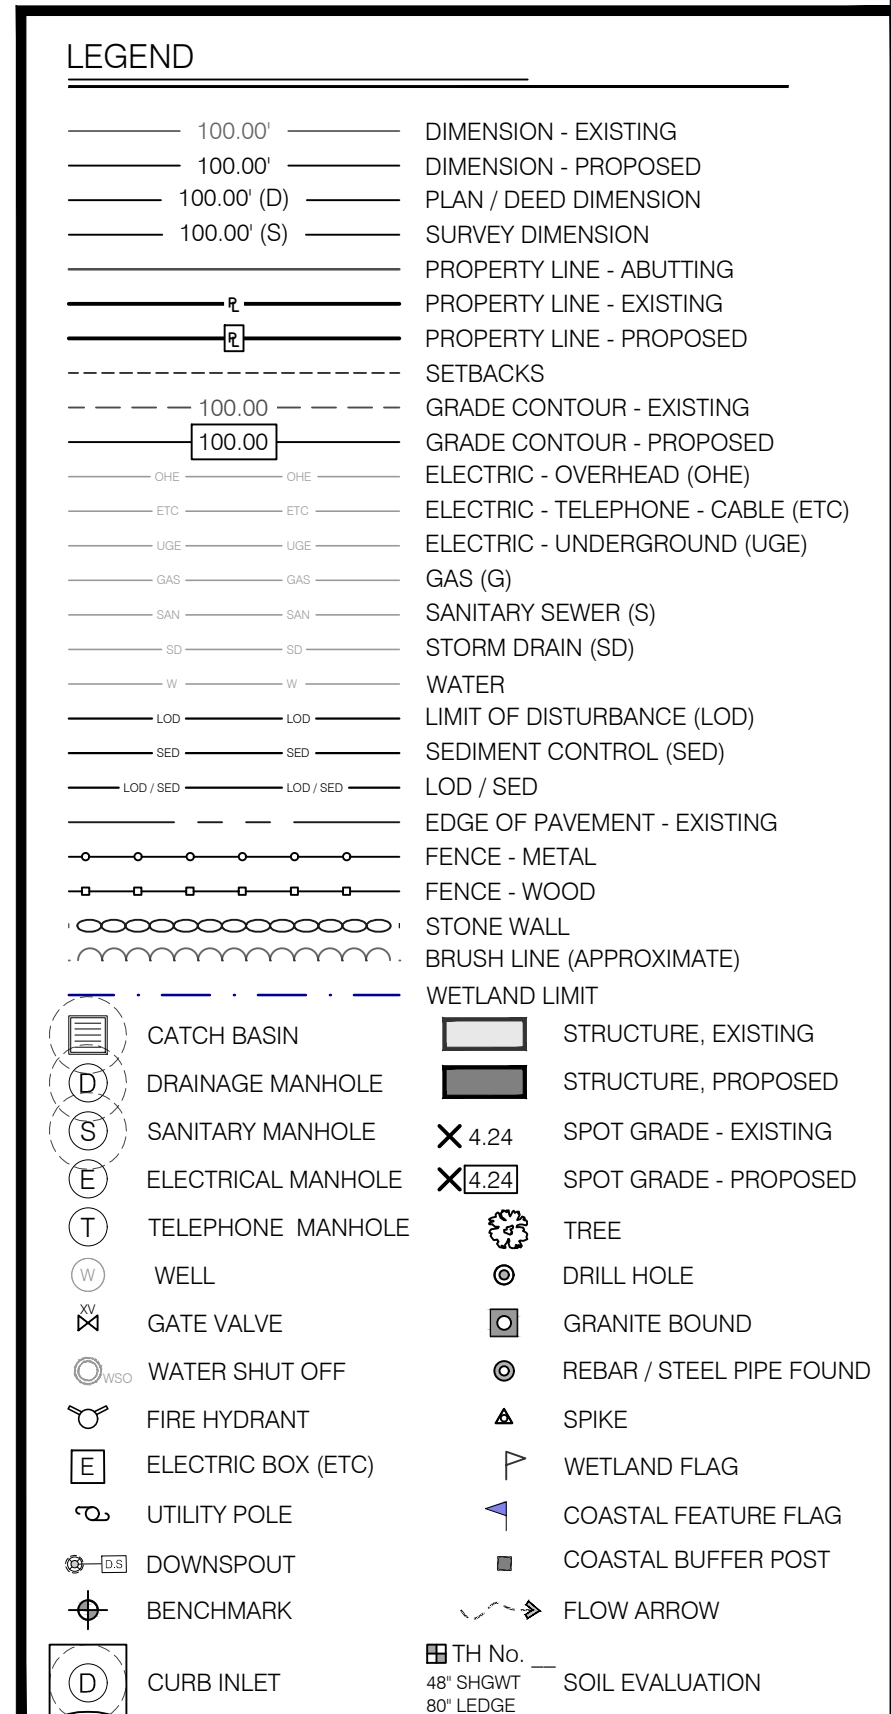 LEGEND
100.00' DIMENSION - EXISTING
100.00' DIMENSION - PROPOSED
100.00' (D) PLAN / DEED DIMENSION
100.00' (S) SURVEY DIMENSION
PROPERTY LINE - ABUTTING
PL PROPERTY LINE - EXISTING
PL PROPERTY LINE - PROPOSED
SETBACKS
100.00 GRADE CONTOUR - EXISTING
100.00 GRADE CONTOUR - PROPOSED
OHE OHE ELECTRIC - OVERHEAD (OHE)
ETC ETC ELECTRIC - TELEPHONE - CABLE (ETC)
UGE UGE ELECTRIC - UNDERGROUND (UGE)
GAS GAS GAS (G)
SAN SAN SANITARY SEWER (S)
SD SD STORM DRAIN (SD)
W W WATER
LOD LOD LIMIT OF DISTURBANCE (LOD)
SED SED SEDIMENT CONTROL (SED)
LOD / SED LOD / SED LOD / SED
EDGE OF PAVEMENT - EXISTING
FENCE - METAL
FENCE - WOOD
STONE WALL
BRUSH LINE (APPROXIMATE)
WETLAND LIMIT
CATCH BASIN STRUCTURE, EXISTING
D DRAINAGE MANHOLE STRUCTURE, PROPOSED
S SANITARY MANHOLE 4.24 SPOT GRADE - EXISTING
E ELECTRICAL MANHOLE 4.24 SPOT GRADE - PROPOSED
T TELEPHONE MANHOLE TREE
W WELL DRILL HOLE
XV GATE VALVE GRANITE BOUND
WSO WATER SHUT OFF REBAR / STEEL PIPE FOUND
FIRE HYDRANT SPIKE
E ELECTRIC BOX (ETC) WETLAND FLAG
UTILITY POLE COASTAL FEATURE FLAG
D.S DOWNSPOUT COASTAL BUFFER POST
BENCHMARK FLOW ARROW
TH No. __
D CURB INLET 48" SHGWT SOIL EVALUATION
80" LEDGE